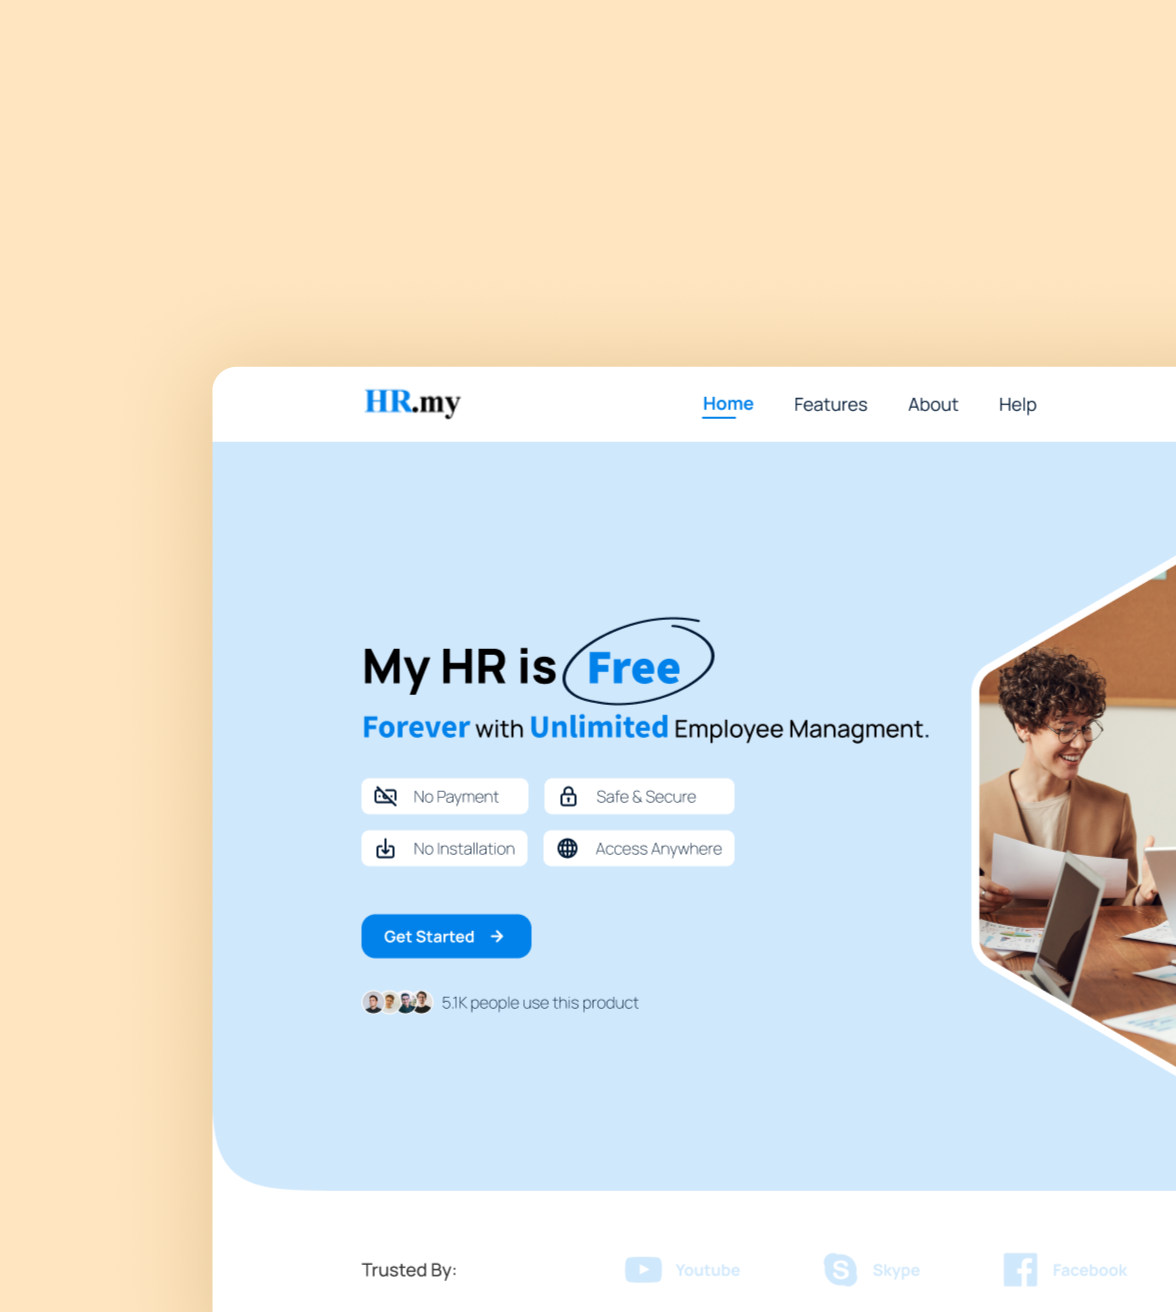 HR.my
Home Features About Help
My HR is Free
Forever with Unlimited Employee Managment.
No Payment Safe & Secure
No Installation Access Anywhere
Get Started
5.1K people use this product
Trusted By: Youtube Skype Facebook